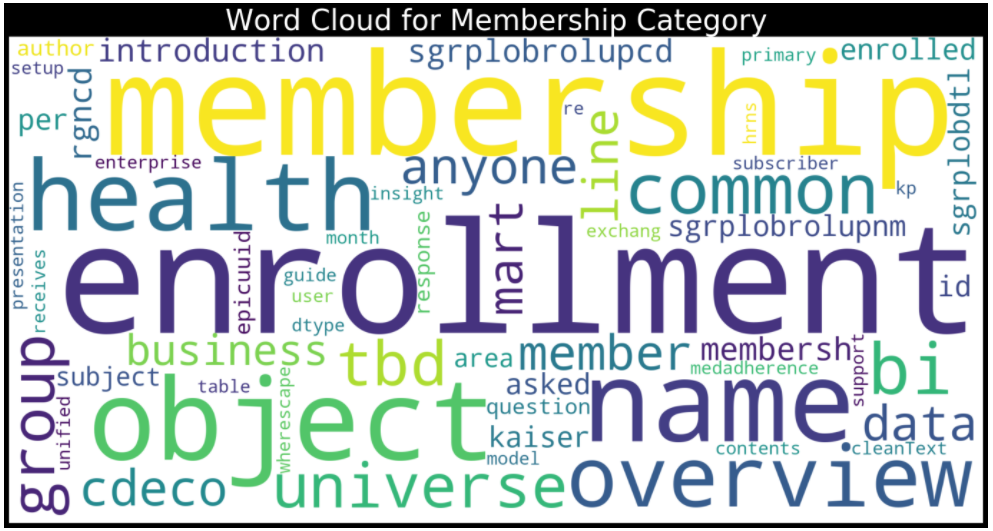 Word Cloud for Membership Category
author
introduction
sgrplobrolupcd
primary
enrolled
setup
rgncd
membership
re
hrns
sgrplobdtl
per
enterprise
anyone
line
subscriber
health
insight
common
kp
presentation
exchang
sgrplobrolupnm
receives
epicuuid
month
response
mart
enrollment
guide
user
id
dtype
group
business
tbd
area
member
membersh
support
bi
subject
table
wherescape
asked
medadherence
unified
object
question
name
data
kaiser
model
contents
cleanText
cdeco
universe
overview